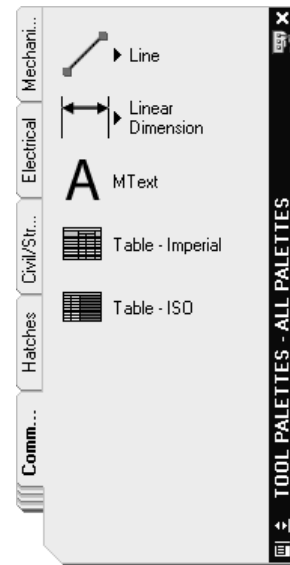 Mechani...
Electrical
Civil/Str...
Hatches
Comm...
Line
Linear
Dimension
A MText
Table - Imperial
Table - ISO
TOOL PALETTES - ALL PALETTES